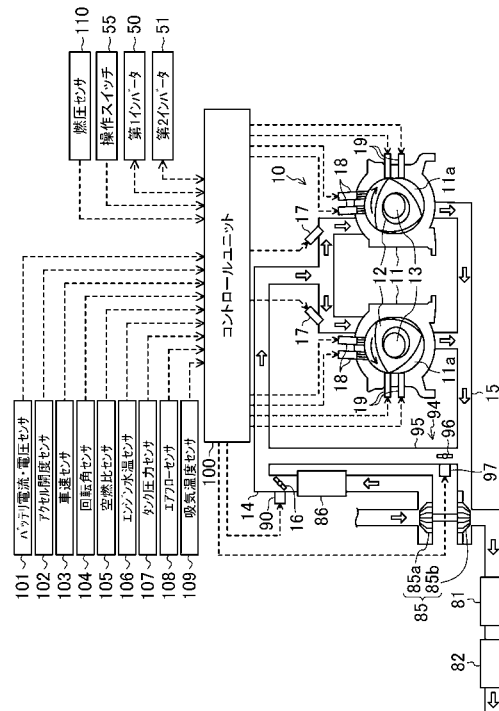 101 バッテリ電流・電圧センサ
102 アクセル開度センサ
103 車速センサ
104 回転角センサ
105 空燃比センサ
106 エンジン水温センサ
107 タンク圧力センサ
108 エアフローセンサ
109 吸気温度センサ
燃圧センサ 110
操作スイッチ 55
第1インバータ 50
第2インバータ 51
100
コントロールユニット
10
14
90
16
86
17
17
18
18
19
19
11a
11a
12
11
13
15
95
94
96
97
85a
85b
85
81
82